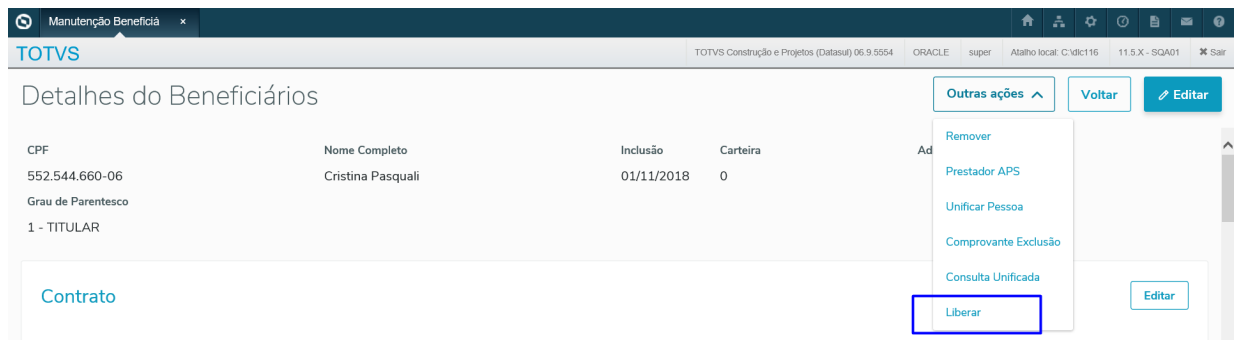 Manutenção Beneficiá ×
TOTVS
TOTVS Construção e Projetos (Datasul) 06.9.5554 ORACLE super Atalho local: C:\dlc116 11.5.X - SQA01 Sair
Detalhes do Beneficiários
Outras ações Voltar Editar
CPF Nome Completo Inclusão Carteira Ad
552.544.660-06 Cristina Pasquali 01/11/2018 0
Grau de Parentesco
1 - TITULAR
Remover
Prestador APS
Unificar Pessoa
Comprovante Exclusão
Consulta Unificada
Liberar
Contrato Editar